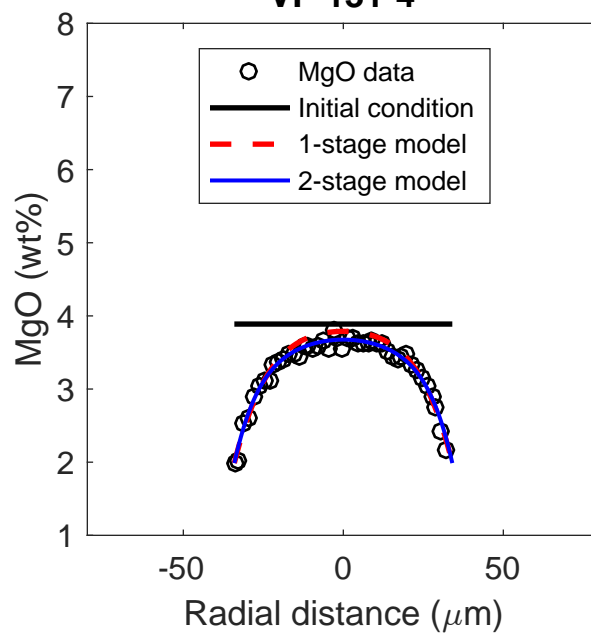 8
7
6
5
4
3
2
1
MgO (wt%)
MgO data
Initial condition
1-stage model
2-stage model
-50 0 50
Radial distance (μm)